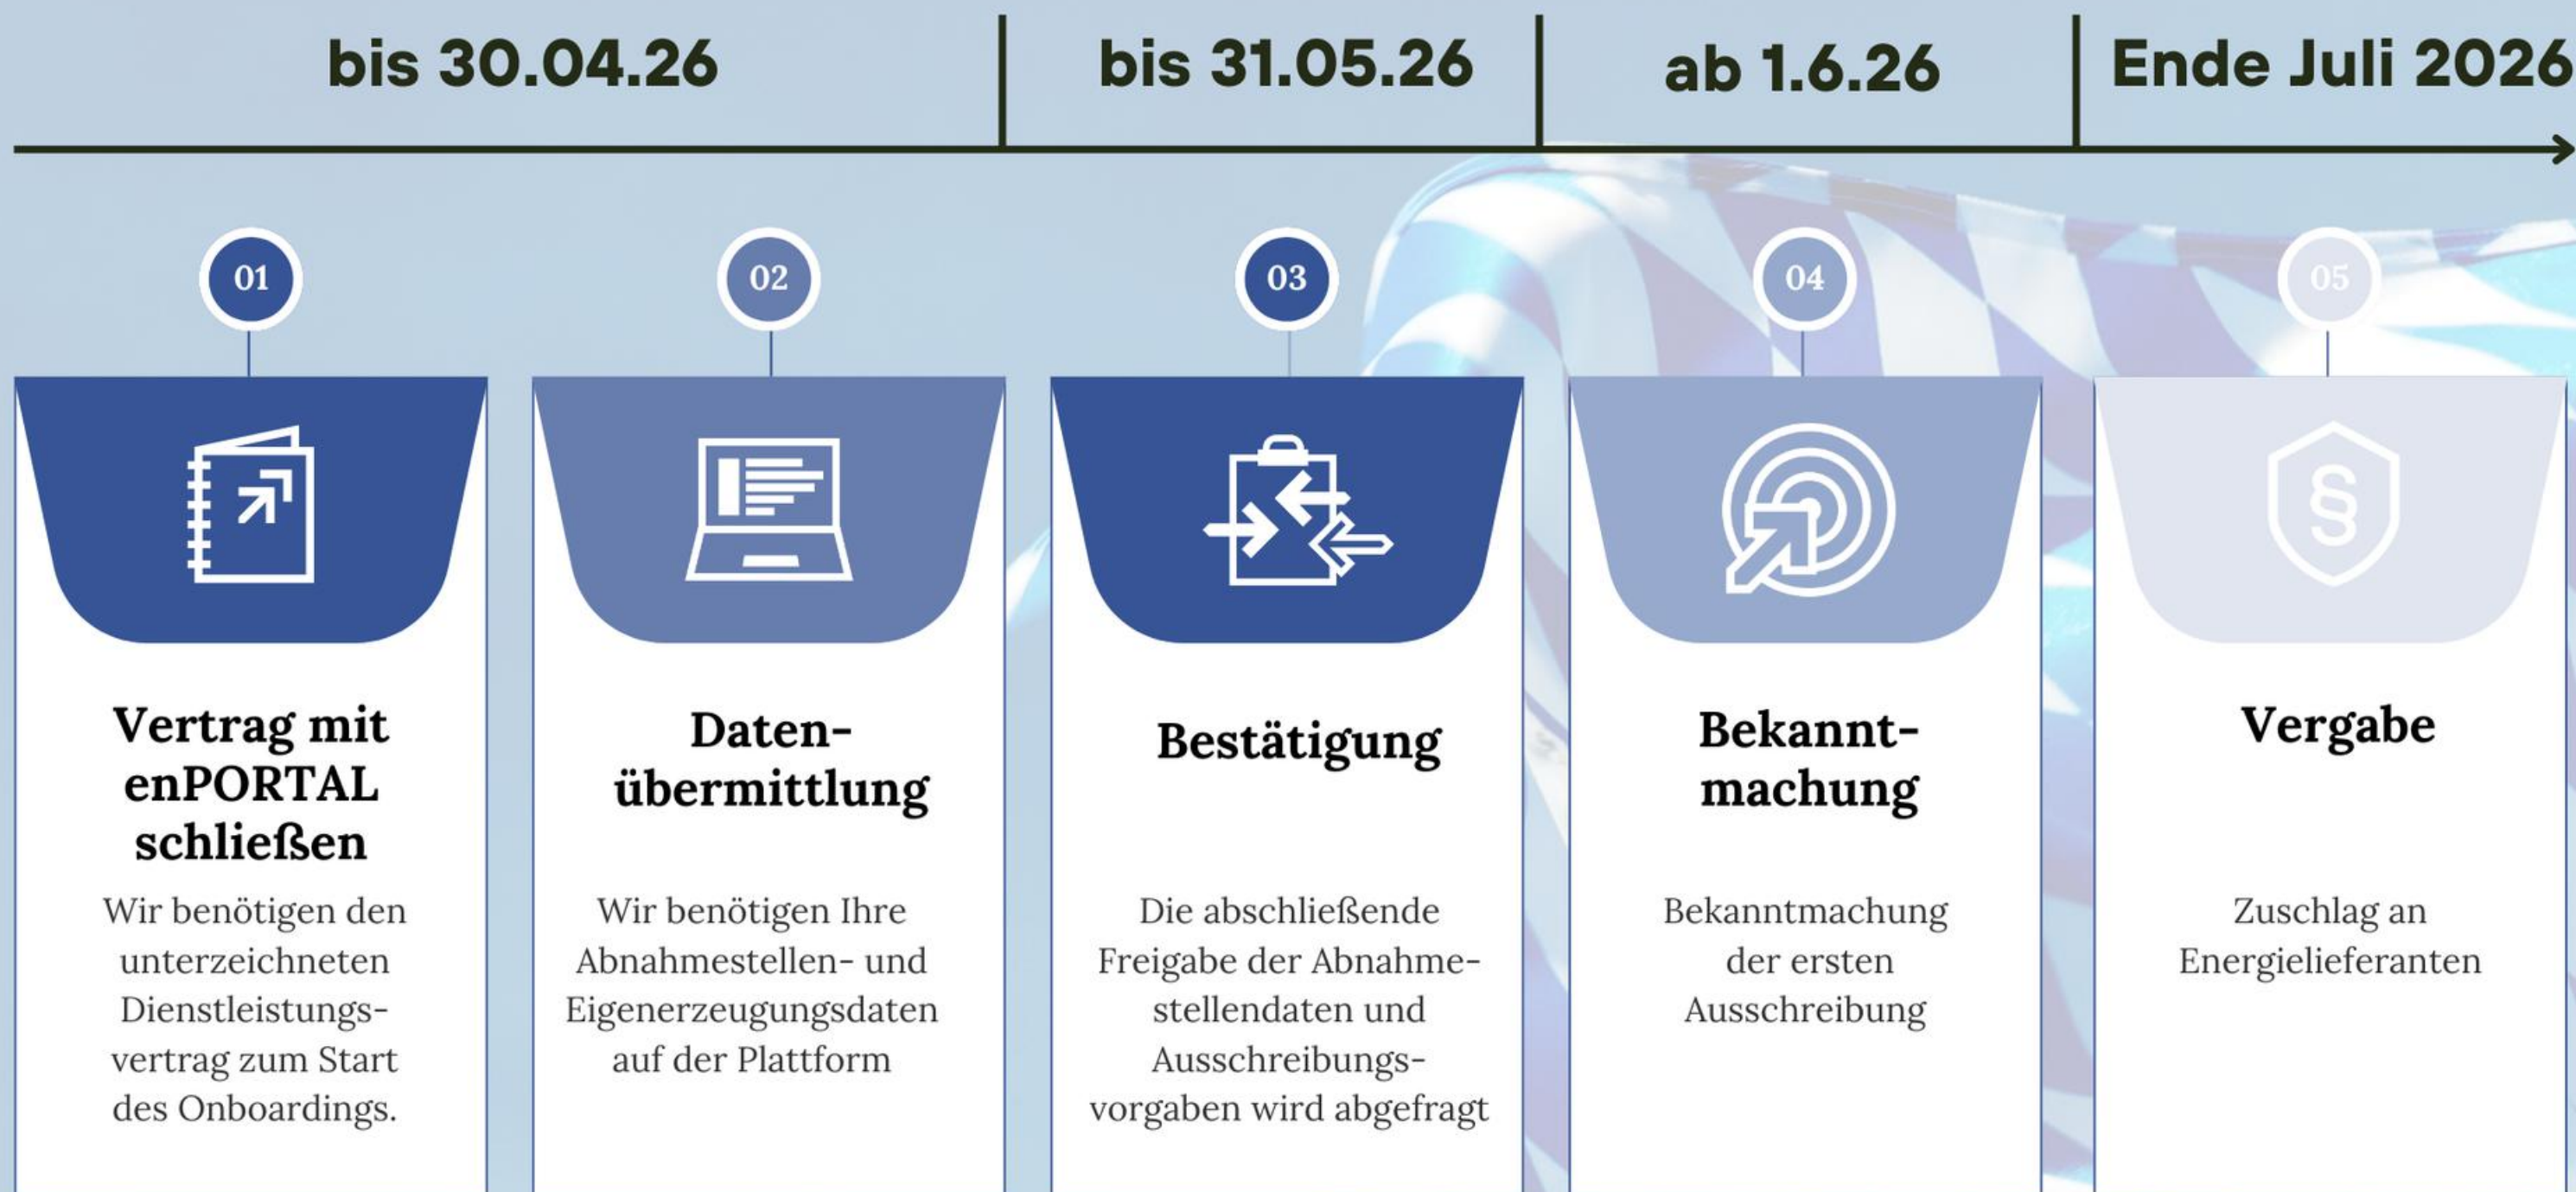 bis 30.04.26
bis 31.05.26
ab 1.6.26
Ende Juli 2026
01
Vertrag mit
enPORTAL
schließen
Wir benötigen den
unterzeichneten
Dienstleistungs-
vertrag zum Start
des Onboardings.
02
Daten-
übermittlung
Wir benötigen Ihre
Abnahmestellen- und
Eigenerzeugungsdaten
auf der Plattform
03
Bestätigung
Die abschließende
Freigabe der Abnahme-
stellendaten und
Ausschreibungs-
vorgaben wird abgefragt
04
Bekannt-
machung
Bekanntmachung
der ersten
Ausschreibung
05
§
Vergabe
Zuschlag an
Energielieferanten